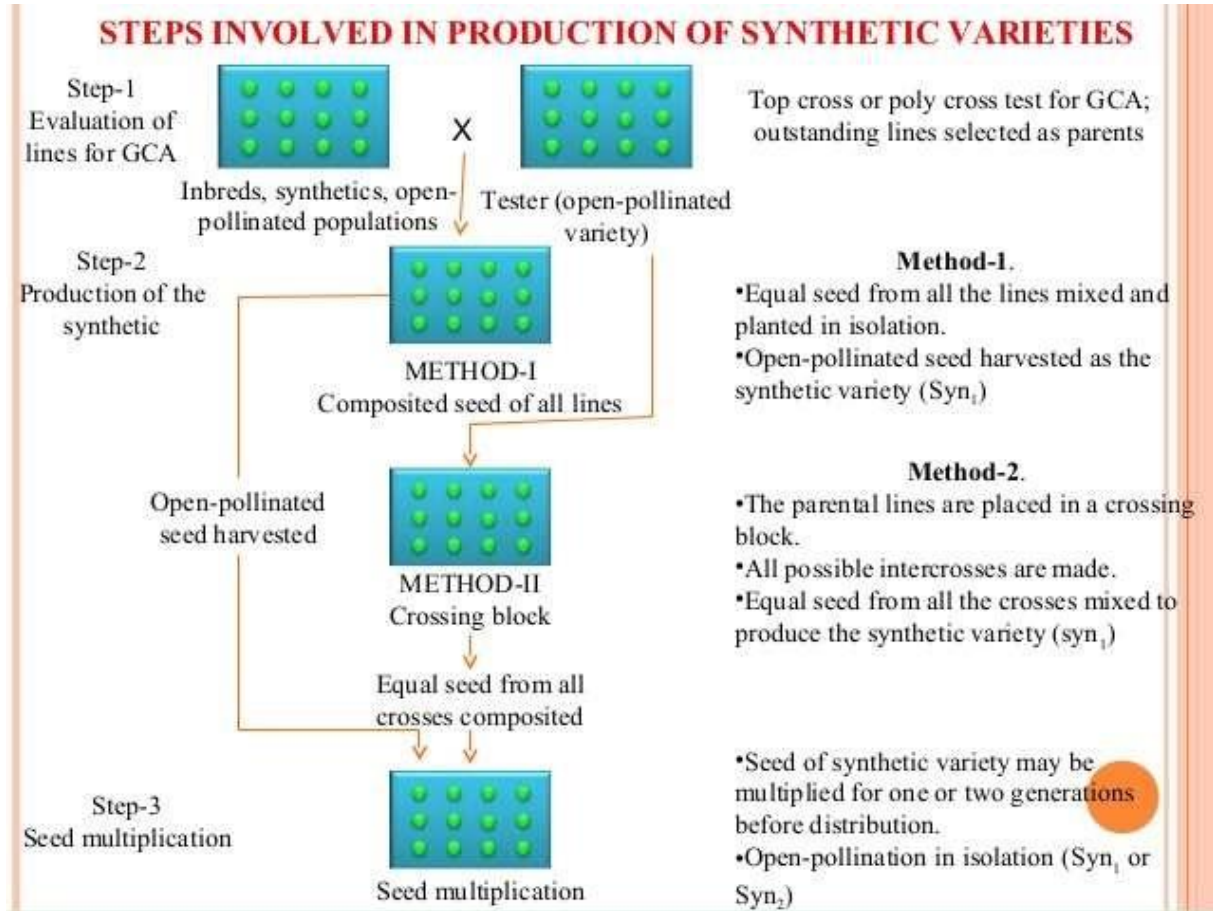 STEPS INVOLVED IN PRODUCTION OF SYNTHETIC VARIETIES
Step-1
Evaluation of
lines for GCA
X
Top cross or poly cross test for GCA;
outstanding lines selected as parents
Inbreds, synthetics, open-
pollinated populations
Tester (open-pollinated
variety)
Step-2
Production of the
synthetic
METHOD-I
Composited seed of all lines
Method-1.
•Equal seed from all the lines mixed and
planted in isolation.
•Open-pollinated seed harvested as the
synthetic variety (Syn₁)
Open-pollinated
seed harvested
METHOD-II
Crossing block
Equal seed from all
crosses composited
Method-2.
•The parental lines are placed in a crossing
block.
•All possible intercrosses are made.
•Equal seed from all the crosses mixed to
produce the synthetic variety (syn₁)
Step-3
Seed multiplication
Seed multiplication
•Seed of synthetic variety may be
multiplied for one or two generations
before distribution.
•Open-pollination in isolation (Syn₁ or
Syn₂)